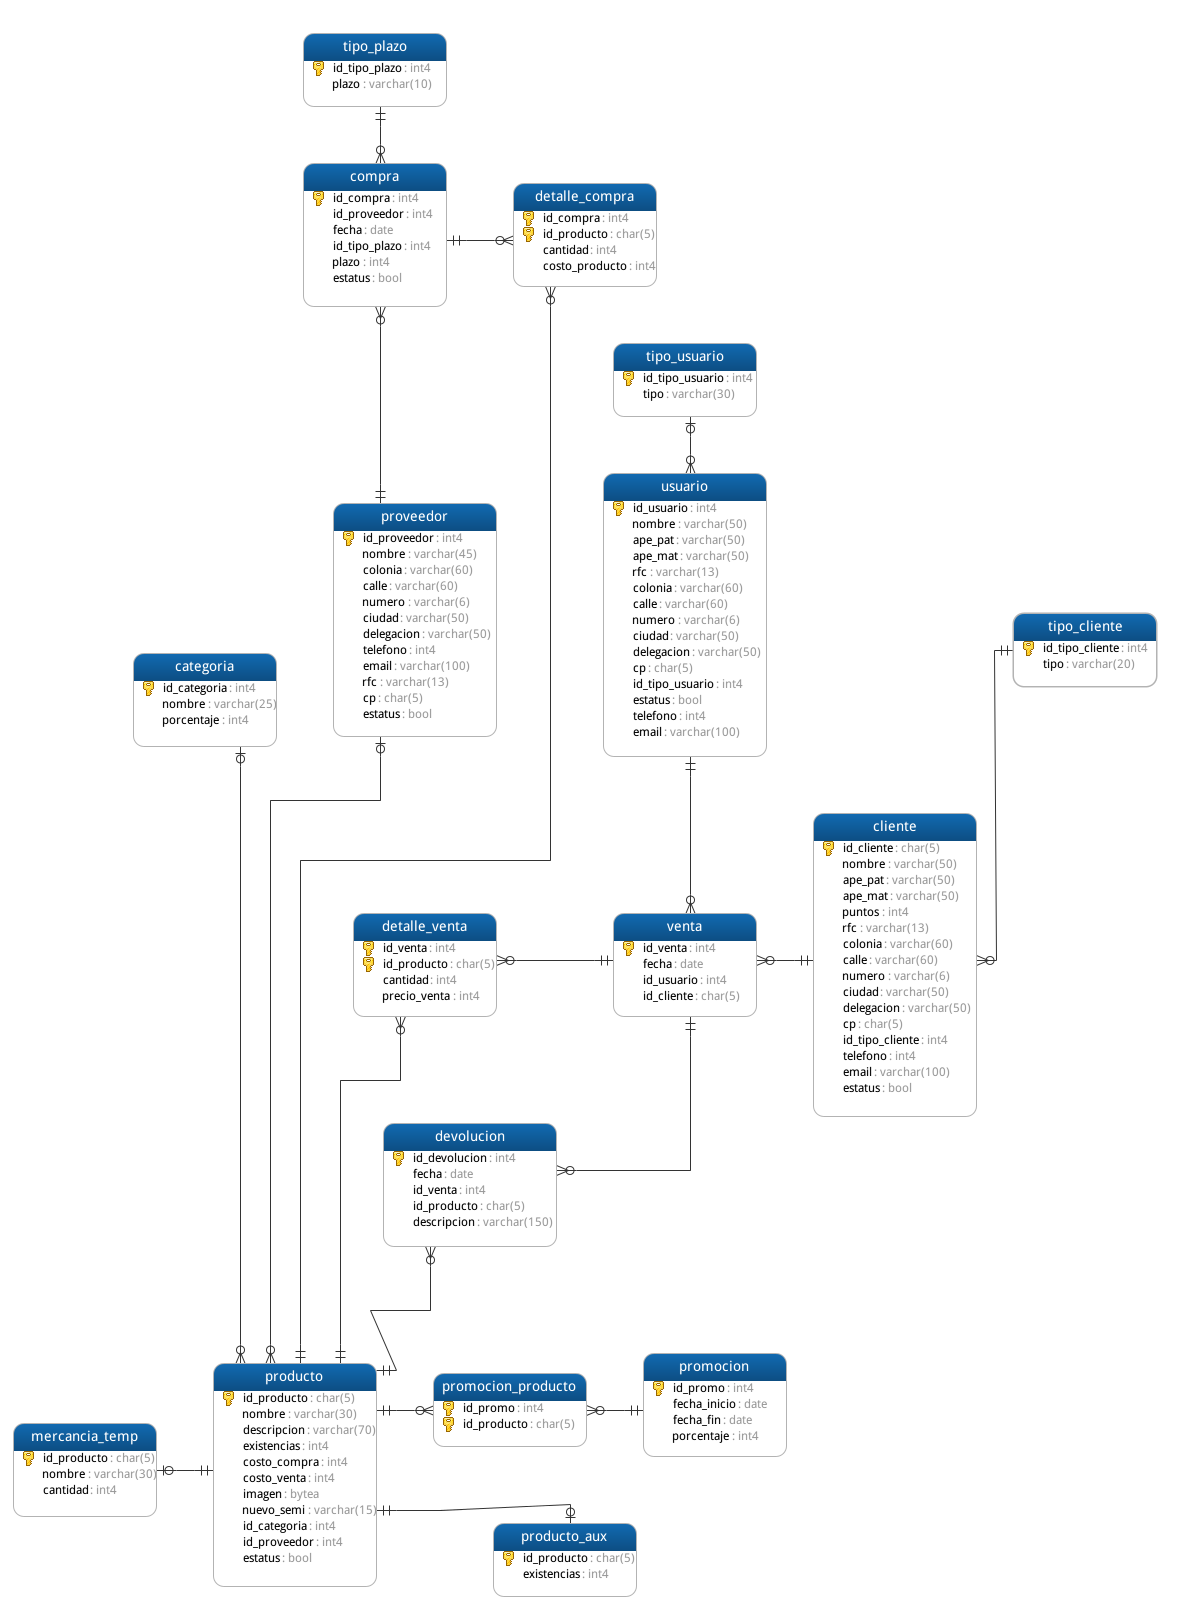 tipo_plazo
id_tipo_plazo : int4
plazo : varchar(10)
compra
id_compra : int4
id_proveedor : int4
fecha : date
id_tipo_plazo : int4
plazo : int4
estatus : bool
detalle_compra
id_compra : int4
id_producto : char(5)
cantidad : int4
costo_producto : int4
tipo_usuario
id_tipo_usuario : int4
tipo : varchar(30)
usuario
id_usuario : int4
nombre : varchar(50)
ape_pat : varchar(50)
ape_mat : varchar(50)
rfc : varchar(13)
colonia : varchar(60)
calle : varchar(60)
numero : varchar(6)
ciudad : varchar(50)
delegacion : varchar(50)
cp : char(5)
id_tipo_usuario : int4
estatus : bool
telefono : int4
email : varchar(100)
proveedor
id_proveedor : int4
nombre : varchar(45)
colonia : varchar(60)
calle : varchar(60)
numero : varchar(6)
ciudad : varchar(50)
delegacion : varchar(50)
telefono : int4
email : varchar(100)
rfc : varchar(13)
cp : char(5)
estatus : bool
tipo_cliente
id_tipo_cliente : int4
tipo : varchar(20)
categoria
id_categoria : int4
nombre : varchar(25)
porcentaje : int4
cliente
id_cliente : char(5)
nombre : varchar(50)
ape_pat : varchar(50)
ape_mat : varchar(50)
puntos : int4
rfc : varchar(13)
colonia : varchar(60)
calle : varchar(60)
numero : varchar(6)
ciudad : varchar(50)
delegacion : varchar(50)
cp : char(5)
id_tipo_cliente : int4
telefono : int4
email : varchar(100)
estatus : bool
detalle_venta
id_venta : int4
id_producto : char(5)
cantidad : int4
precio_venta : int4
venta
id_venta : int4
fecha : date
id_usuario : int4
id_cliente : char(5)
devolucion
id_devolucion : int4
fecha : date
id_venta : int4
id_producto : char(5)
descripcion : varchar(150)
producto
id_producto : char(5)
nombre : varchar(30)
descripcion : varchar(70)
existencias : int4
costo_compra : int4
costo_venta : int4
imagen : bytea
nuevo_semi : varchar(15)
id_categoria : int4
id_proveedor : int4
estatus : bool
promocion_producto
id_promo : int4
id_producto : char(5)
promocion
id_promo : int4
fecha_inicio : date
fecha_fin : date
porcentaje : int4
mercancia_temp
id_producto : char(5)
nombre : varchar(30)
cantidad : int4
producto_aux
id_producto : char(5)
existencias : int4